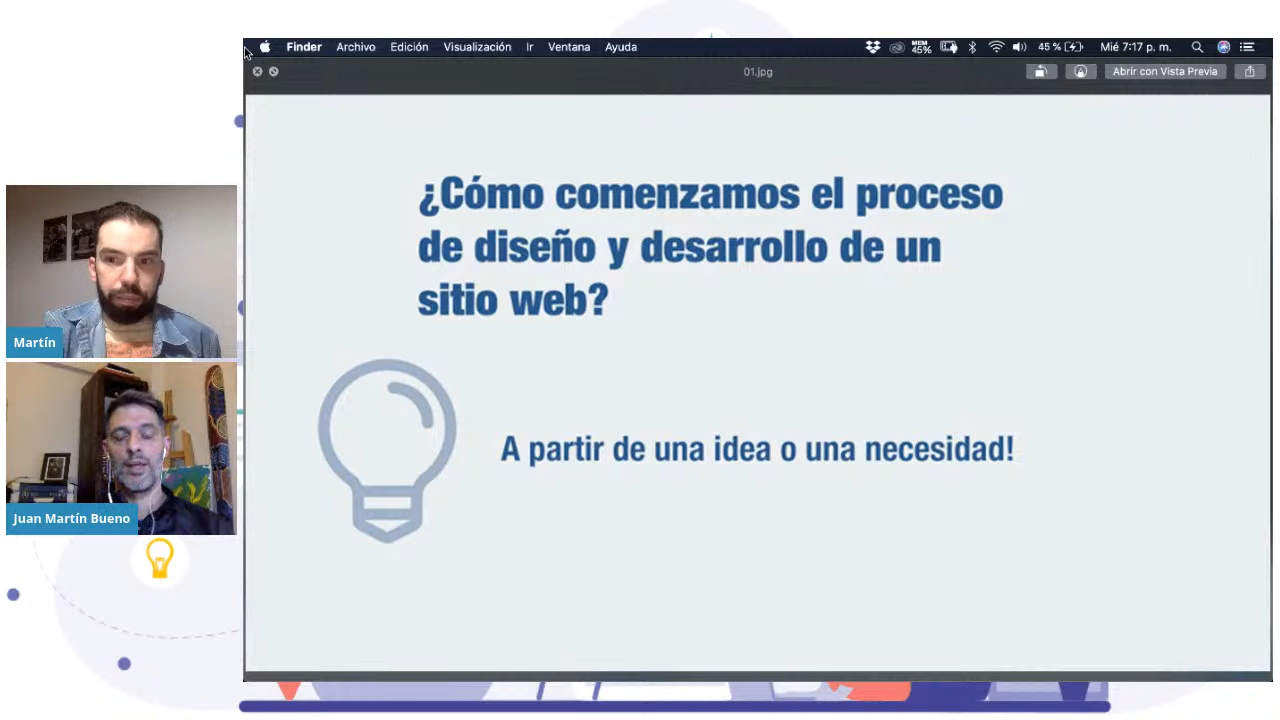 Finder Archivo Edición Visualización Ir Ventana Ayuda MEM 45% 45 % Mié 7:17 p. m.
01.jpg Abrir con Vista Previa
¿Cómo comenzamos el proceso
de diseño y desarrollo de un
sitio web?
A partir de una idea o una necesidad!
Martín
Juan Martín Bueno